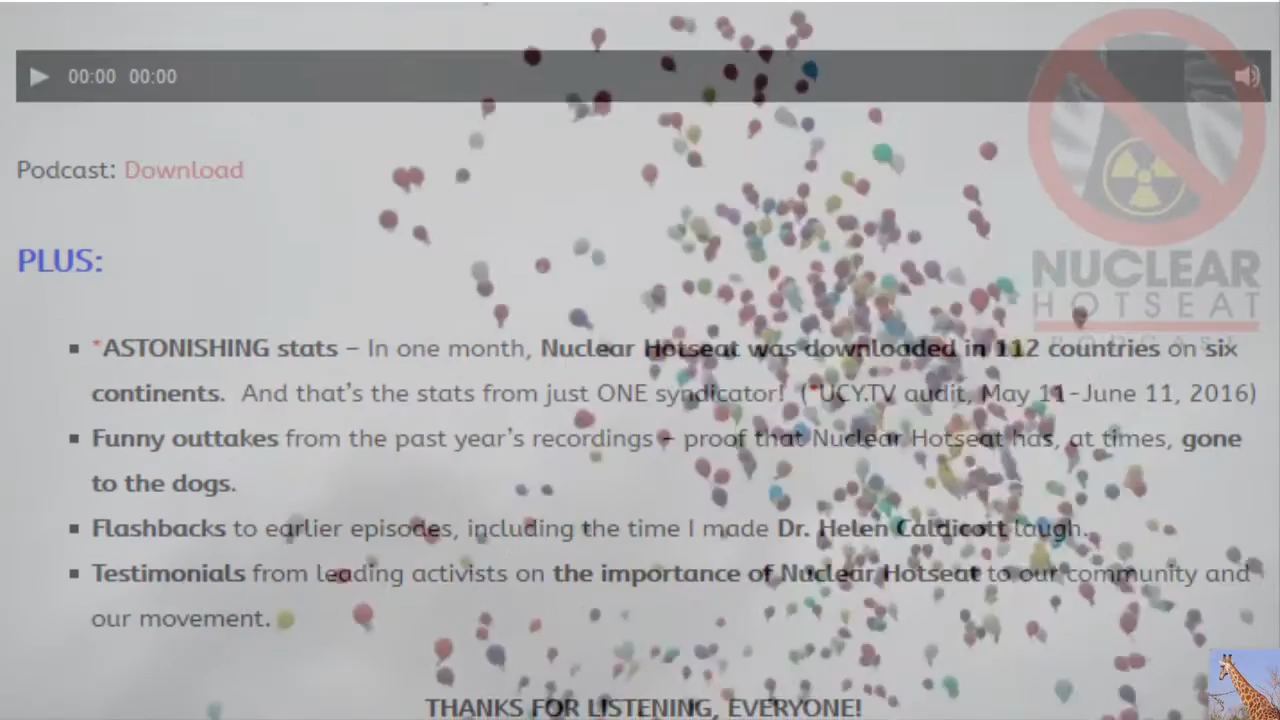 00:00 00:00
NUCLEAR
HOTSEAT
PODCAST
Podcast: Download
PLUS:
▪ *ASTONISHING stats – In one month, Nuclear Hotseat was downloaded in 112 countries on six
continents.  And that’s the stats from just ONE syndicator!  (*UCY.TV audit, May 11-June 11, 2016)
▪ Funny outtakes from the past year’s recordings – proof that Nuclear Hotseat has, at times, gone
to the dogs.
▪ Flashbacks to earlier episodes, including the time I made Dr. Helen Caldicott laugh.
▪ Testimonials from leading activists on the importance of Nuclear Hotseat to our community and
our movement.
THANKS FOR LISTENING, EVERYONE!